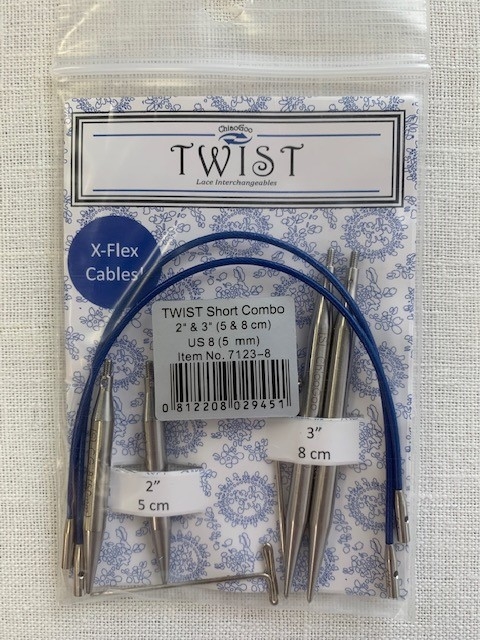 ChiaoGoo
TWIST
Lace Interchangeables
X-Flex
Cables!
TWIST Short Combo
2" & 3" (5 & 8 cm)
US 8 (5 mm)
Item No. 7123-8
0 812208 029451
3"
8 cm
2"
5 cm